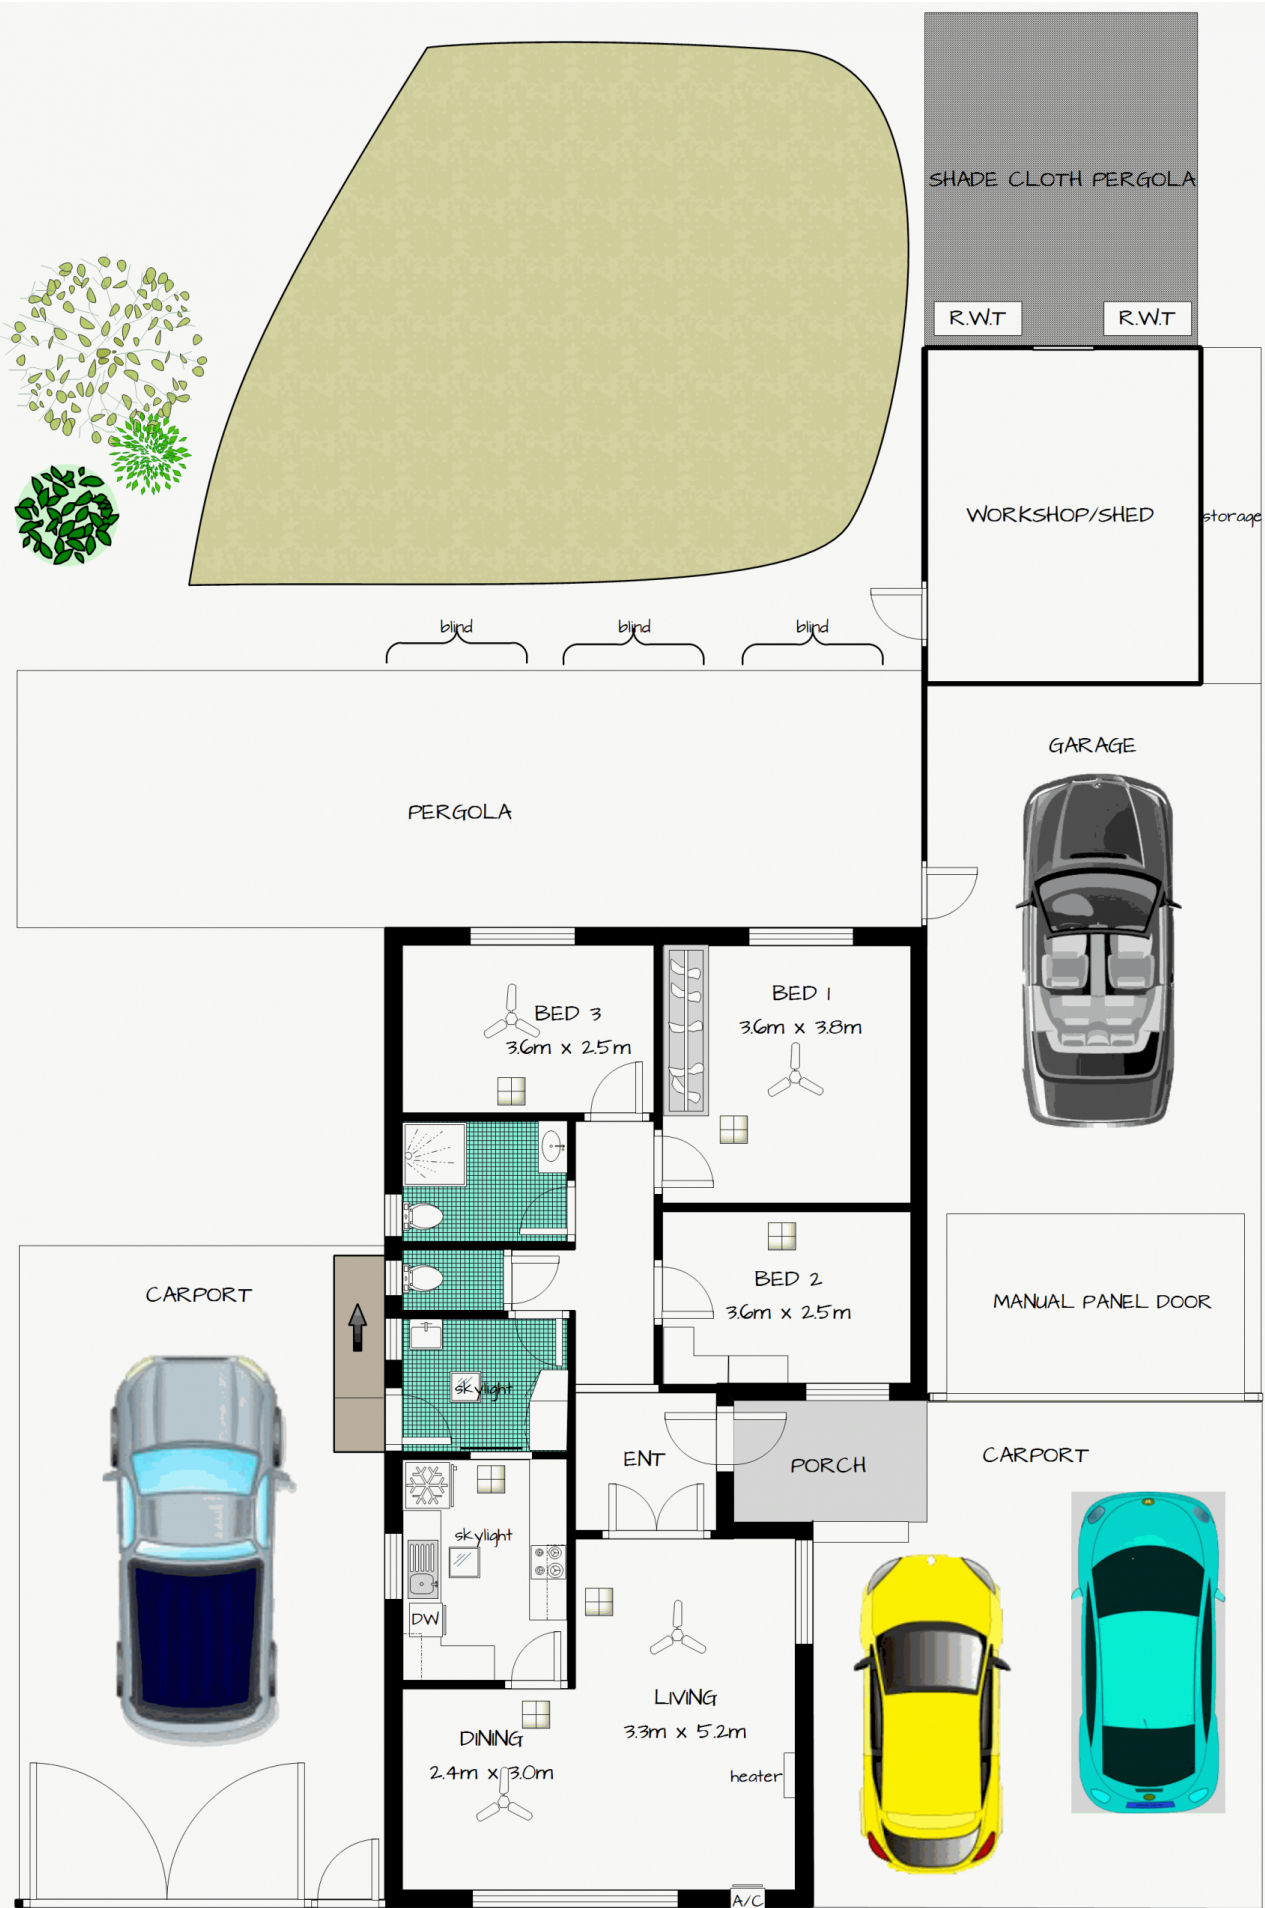 SHADE CLOTH PERGOLA
R.W.T
R.W.T
WORKSHOP/SHED
storage
blind
blind
blind
GARAGE
PERGOLA
BED 3
3.6m x 2.5m
BED 1
3.6m x 3.8m
BED 2
3.6m x 2.5m
CARPORT
MANUAL PANEL DOOR
skylight
ENT
PORCH
CARPORT
skylight
DW
LIVING
3.3m x 5.2m
DINING
2.4m x 3.0m
heater
A/C